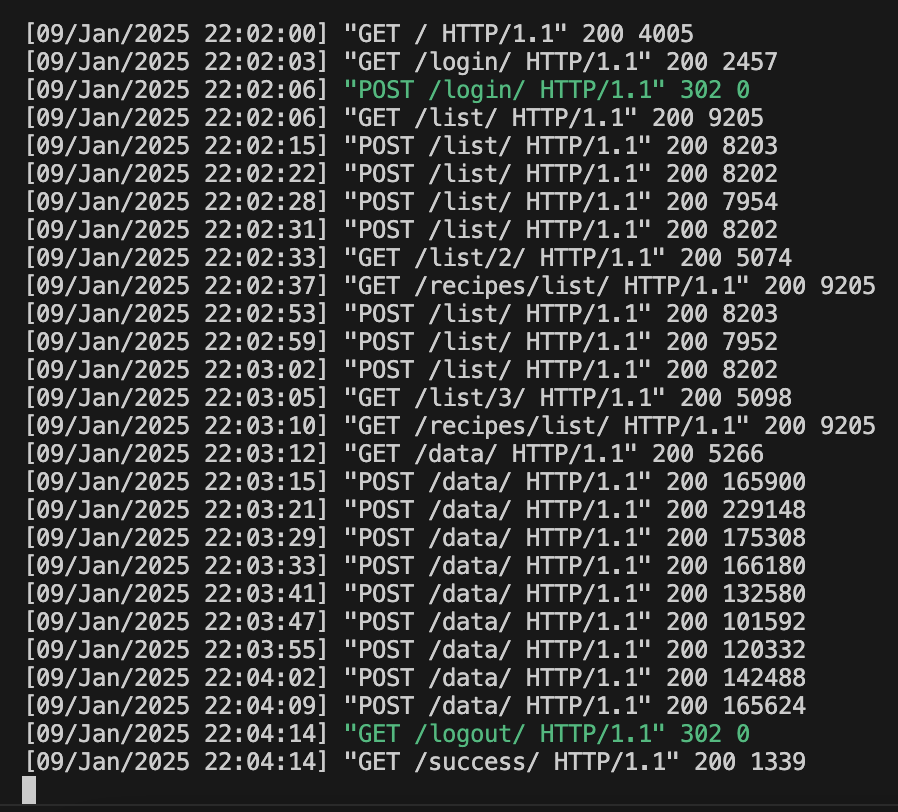 [09/Jan/2025 22:02:00] "GET / HTTP/1.1" 200 4005
[09/Jan/2025 22:02:03] "GET /login/ HTTP/1.1" 200 2457
[09/Jan/2025 22:02:06] "POST /login/ HTTP/1.1" 302 0
[09/Jan/2025 22:02:06] "GET /list/ HTTP/1.1" 200 9205
[09/Jan/2025 22:02:15] "POST /list/ HTTP/1.1" 200 8203
[09/Jan/2025 22:02:22] "POST /list/ HTTP/1.1" 200 8202
[09/Jan/2025 22:02:28] "POST /list/ HTTP/1.1" 200 7954
[09/Jan/2025 22:02:31] "POST /list/ HTTP/1.1" 200 8202
[09/Jan/2025 22:02:33] "GET /list/2/ HTTP/1.1" 200 5074
[09/Jan/2025 22:02:37] "GET /recipes/list/ HTTP/1.1" 200 9205
[09/Jan/2025 22:02:53] "POST /list/ HTTP/1.1" 200 8203
[09/Jan/2025 22:02:59] "POST /list/ HTTP/1.1" 200 7952
[09/Jan/2025 22:03:02] "POST /list/ HTTP/1.1" 200 8202
[09/Jan/2025 22:03:05] "GET /list/3/ HTTP/1.1" 200 5098
[09/Jan/2025 22:03:10] "GET /recipes/list/ HTTP/1.1" 200 9205
[09/Jan/2025 22:03:12] "GET /data/ HTTP/1.1" 200 5266
[09/Jan/2025 22:03:15] "POST /data/ HTTP/1.1" 200 165900
[09/Jan/2025 22:03:21] "POST /data/ HTTP/1.1" 200 229148
[09/Jan/2025 22:03:29] "POST /data/ HTTP/1.1" 200 175308
[09/Jan/2025 22:03:33] "POST /data/ HTTP/1.1" 200 166180
[09/Jan/2025 22:03:41] "POST /data/ HTTP/1.1" 200 132580
[09/Jan/2025 22:03:47] "POST /data/ HTTP/1.1" 200 101592
[09/Jan/2025 22:03:55] "POST /data/ HTTP/1.1" 200 120332
[09/Jan/2025 22:04:02] "POST /data/ HTTP/1.1" 200 142488
[09/Jan/2025 22:04:09] "POST /data/ HTTP/1.1" 200 165624
[09/Jan/2025 22:04:14] "GET /logout/ HTTP/1.1" 302 0
[09/Jan/2025 22:04:14] "GET /success/ HTTP/1.1" 200 1339